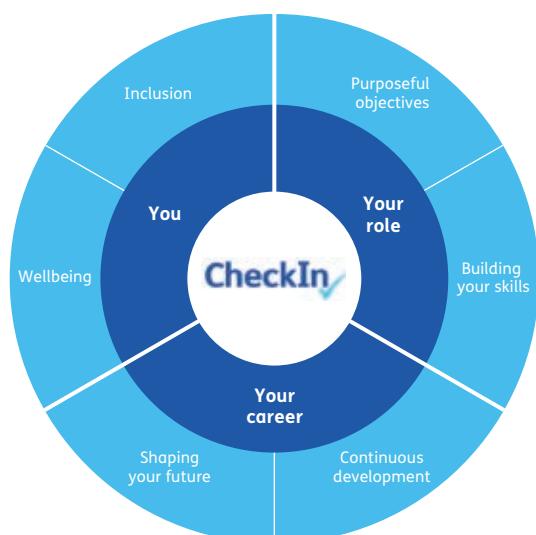 Inclusion
Purposeful
objectives
You
Your
role
Wellbeing
CheckIn
Building
your skills
Your
career
Shaping
your future
Continuous
development